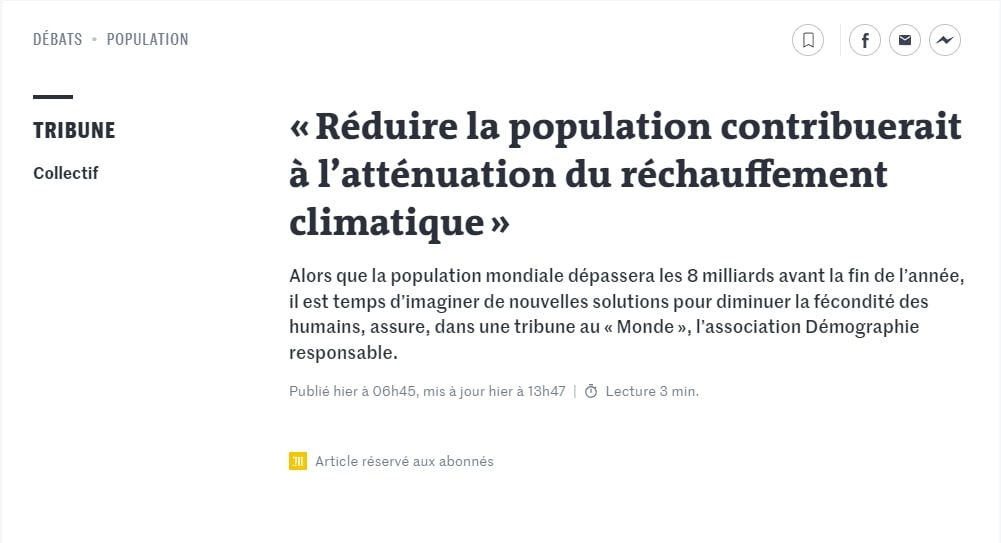 DÉBATS • POPULATION
TRIBUNE
Collectif
« Réduire la population contribuerait
à l’atténuation du réchauffement
climatique »
Alors que la population mondiale dépassera les 8 milliards avant la fin de l’année,
il est temps d’imaginer de nouvelles solutions pour diminuer la fécondité des
humains, assure, dans une tribune au « Monde », l’association Démographie
responsable.
Publié hier à 06h45, mis à jour hier à 13h47 | Lecture 3 min.
Article réservé aux abonnés